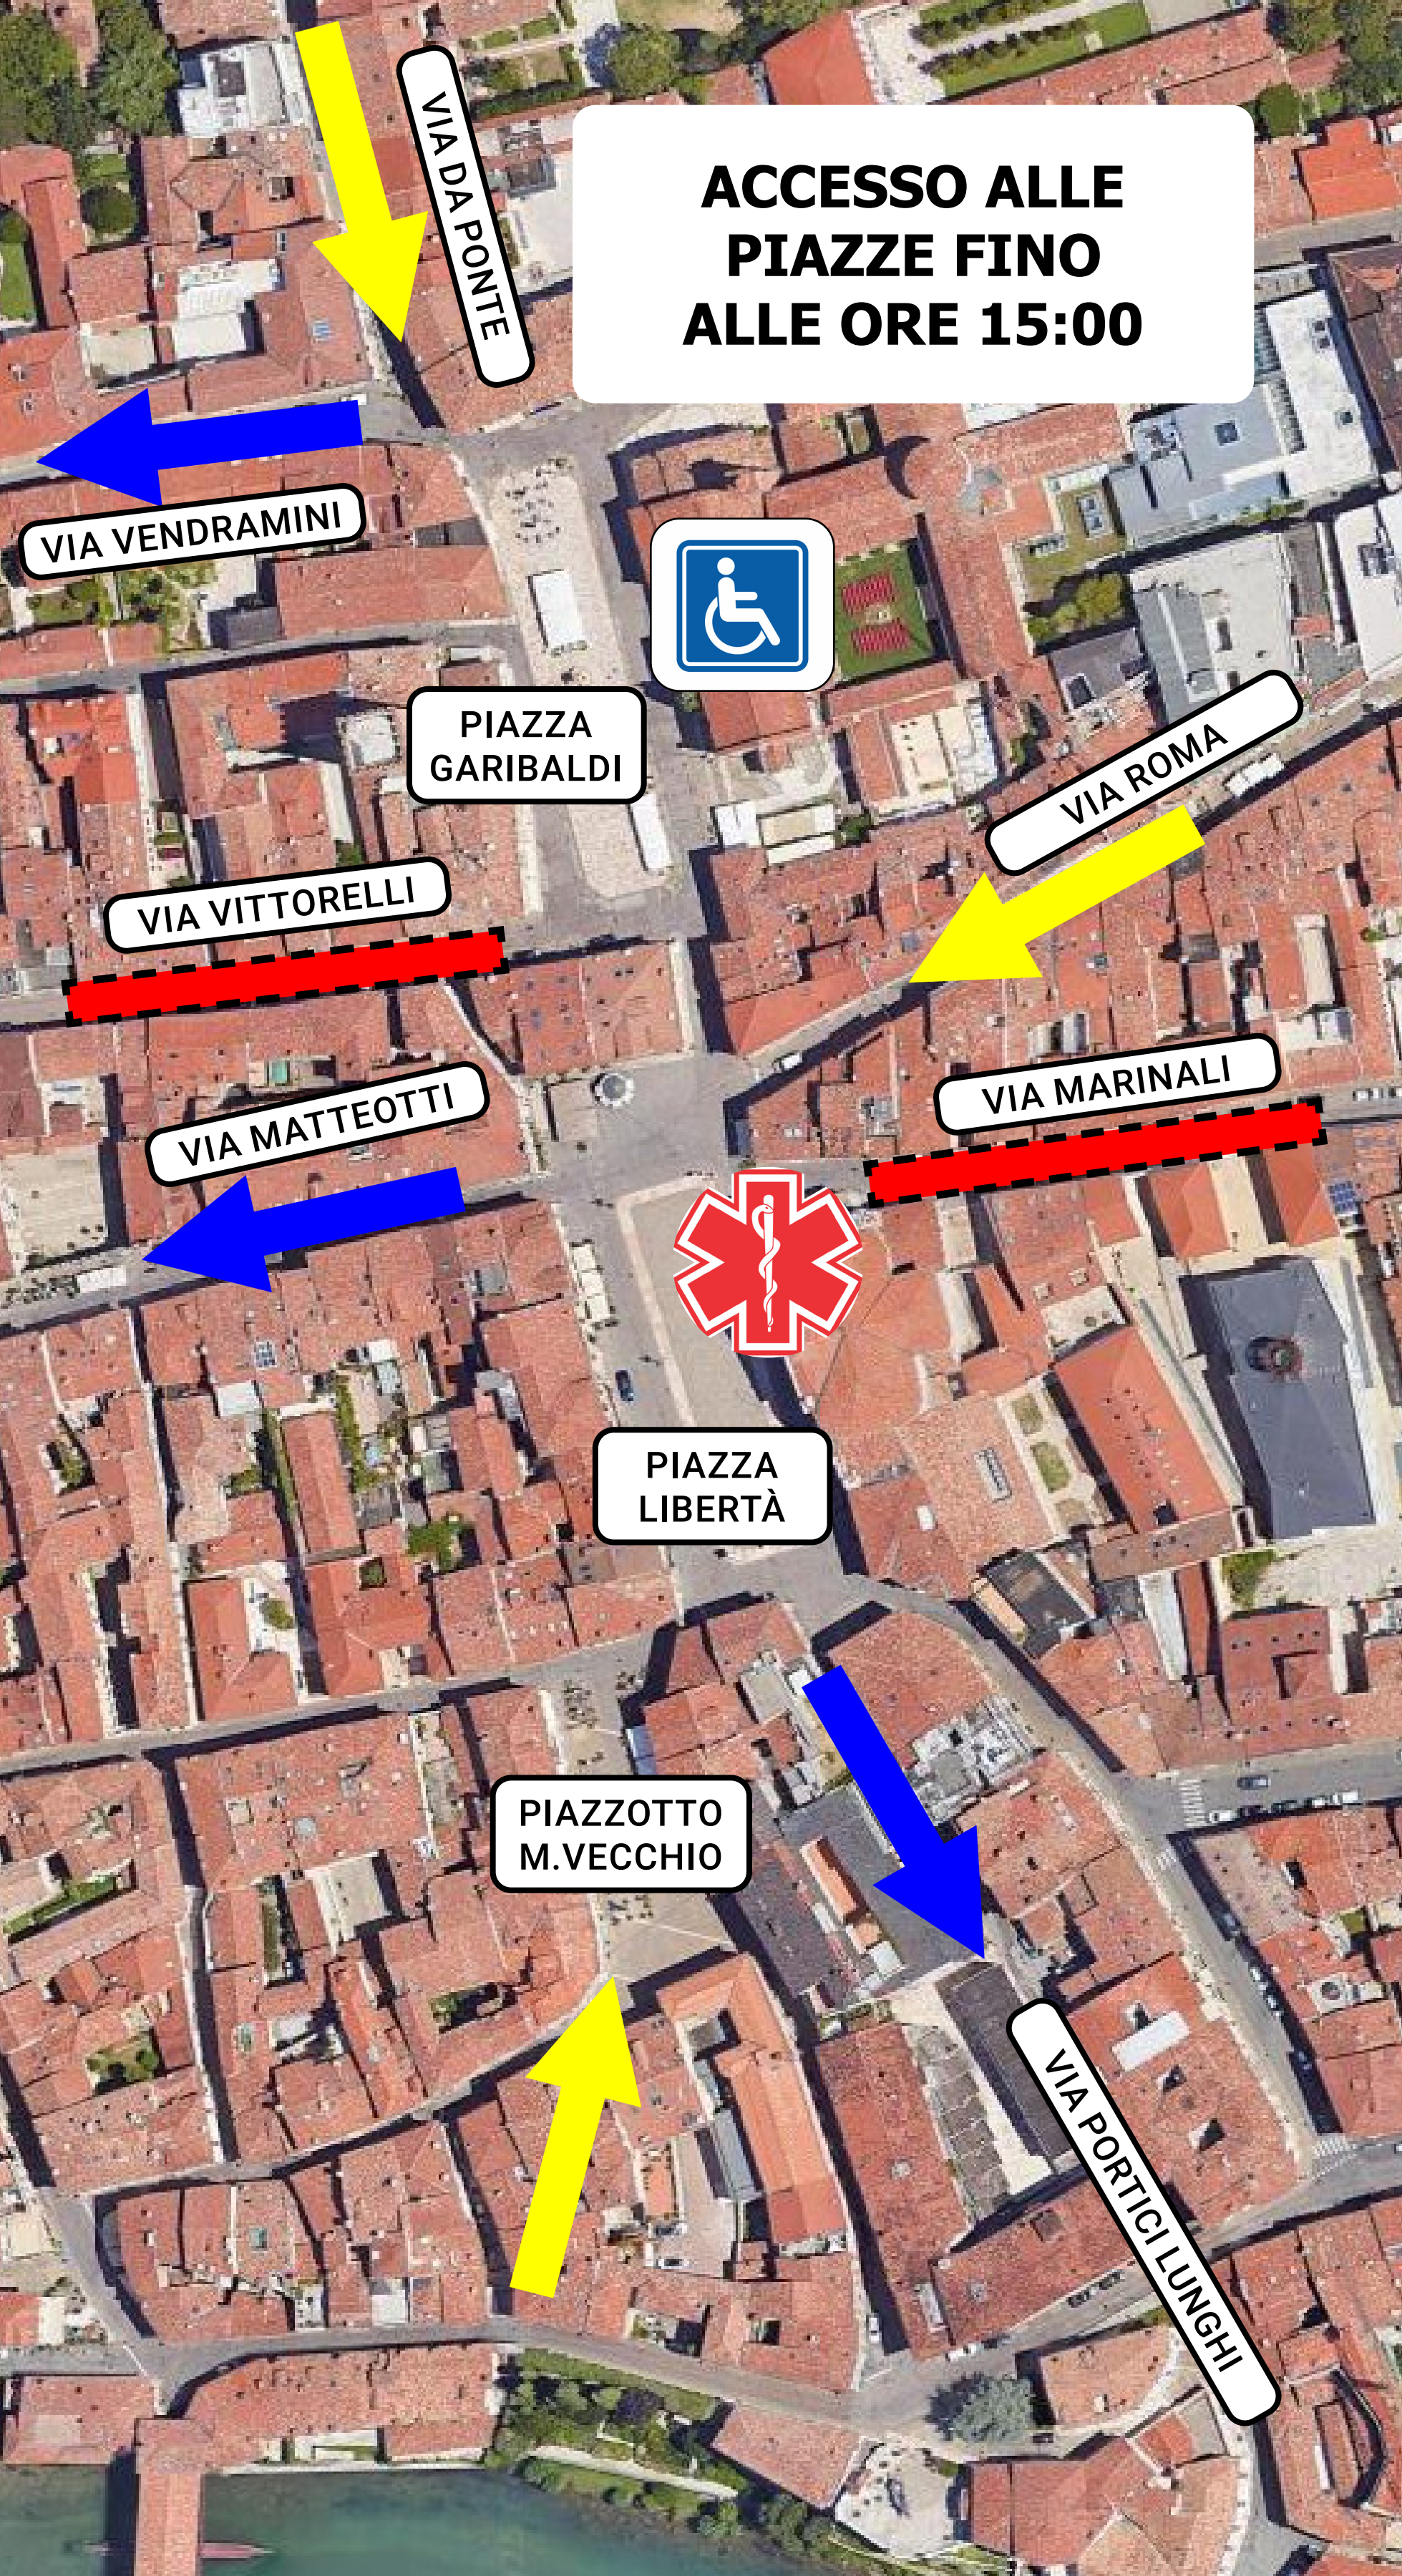 VIA DA PONTE
ACCESSO ALLE
PIAZZE FINO
ALLE ORE 15:00
VIA VENDRAMINI
PIAZZA
GARIBALDI
VIA ROMA
VIA VITTORELLI
VIA MARINALI
VIA MATTEOTTI
PIAZZA
LIBERTÀ
PIAZZOTTO
M.VECCHIO
VIA PORTICI LUNGHI